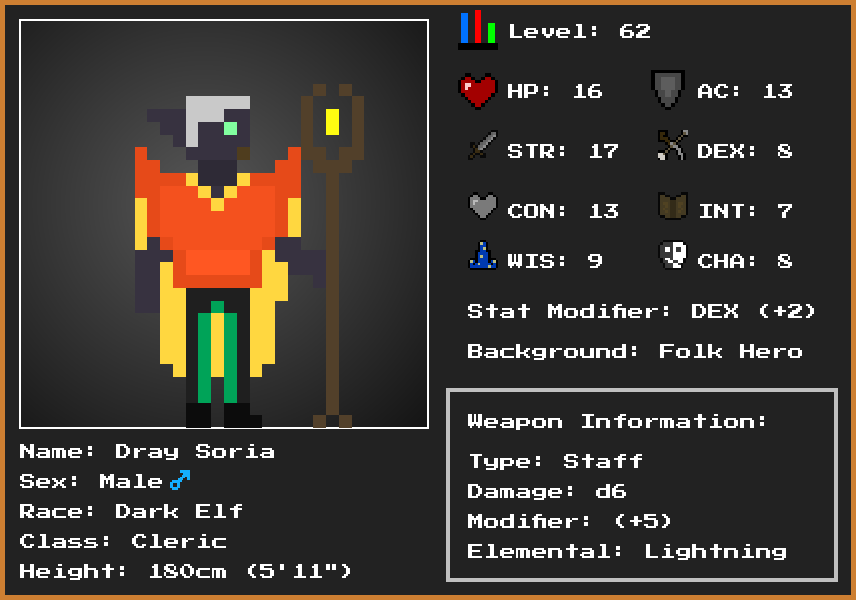 Level: 62
HP: 16 AC: 13
STR: 17 DEX: 8
CON: 13 INT: 7
WIS: 9 CHA: 8
Stat Modifier: DEX (+2)
Background: Folk Hero
Weapon Information:
Type: Staff
Damage: d6
Modifier: (+5)
Elemental: Lightning
Name: Dray Soria
Sex: Male ♂
Race: Dark Elf
Class: Cleric
Height: 180cm (5'11")